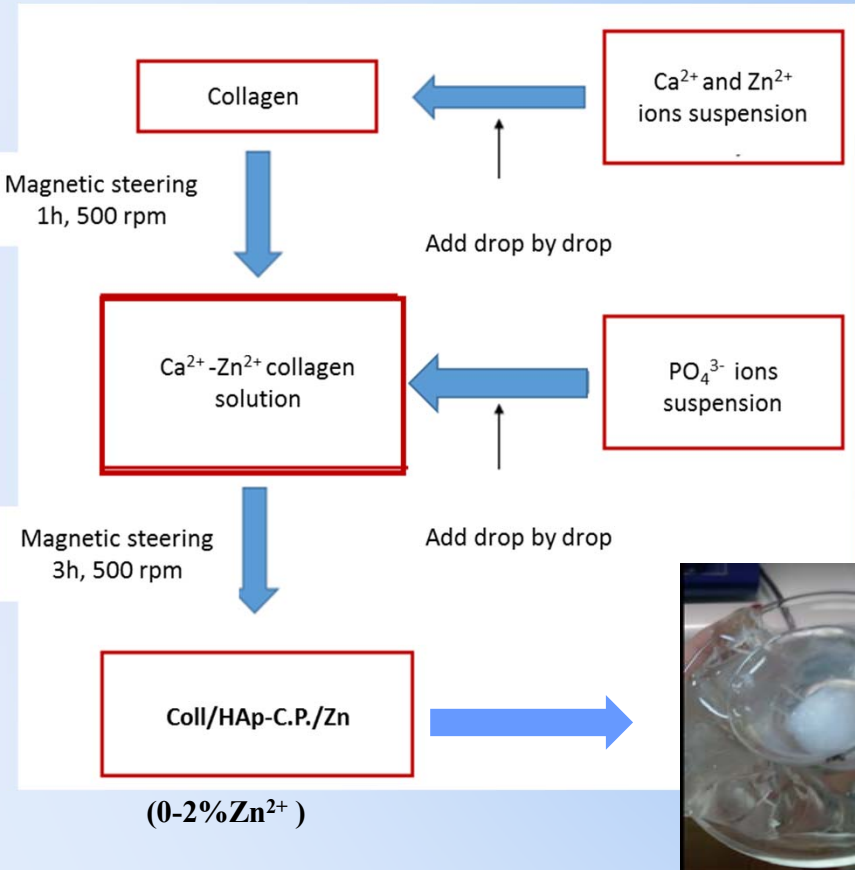 Collagen
Ca²⁺ and Zn²⁺
ions suspension
Magnetic steering
1h, 500 rpm
Add drop by drop
Ca²⁺ -Zn²⁺ collagen
solution
PO₄³⁻ ions
suspension
Magnetic steering
3h, 500 rpm
Add drop by drop
Coll/HAp-C.P./Zn
(0-2%Zn²⁺ )